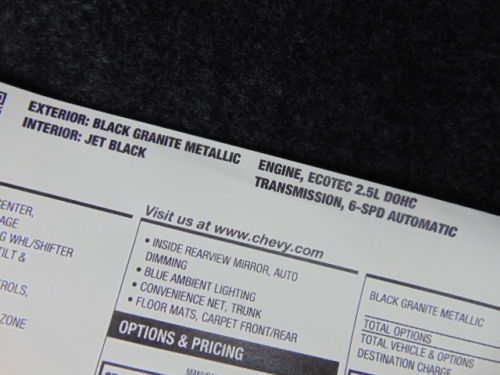 EXTERIOR: BLACK GRANITE METALLIC
INTERIOR: JET BLACK
ENGINE, ECOTEC 2.5L DOHC
TRANSMISSION, 6-SPD AUTOMATIC
CENTER,
WHL/SHIFTER
TILT &
ZONE
Visit us at www.chevy.com
• INSIDE REARVIEW MIRROR, AUTO
DIMMING
• BLUE AMBIENT LIGHTING
• CONVENIENCE NET, TRUNK
• FLOOR MATS, CARPET FRONT/REAR
OPTIONS & PRICING
BLACK GRANITE METALLIC
TOTAL OPTIONS
TOTAL VEHICLE & OPTIONS
DESTINATION CHARGE